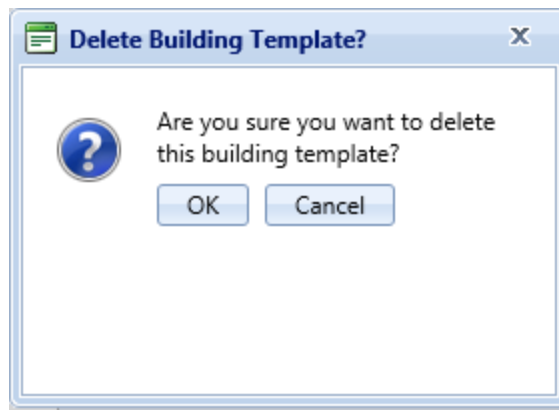 Delete Building Template?
Are you sure you want to delete
this building template?
OK
Cancel